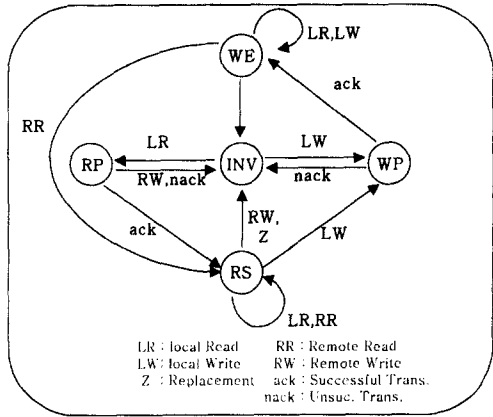 LR,LW
WE
ack
RR
LR
LW
RP
INV
WP
RW,nack
nack
RW,
Z
ack
LW
RS
LR,RR
LR : local Read RR : Remote Read
LW : local Write RW : Remote Write
Z : Replacement ack : Successful Trans.
nack : Unsuc. Trans.